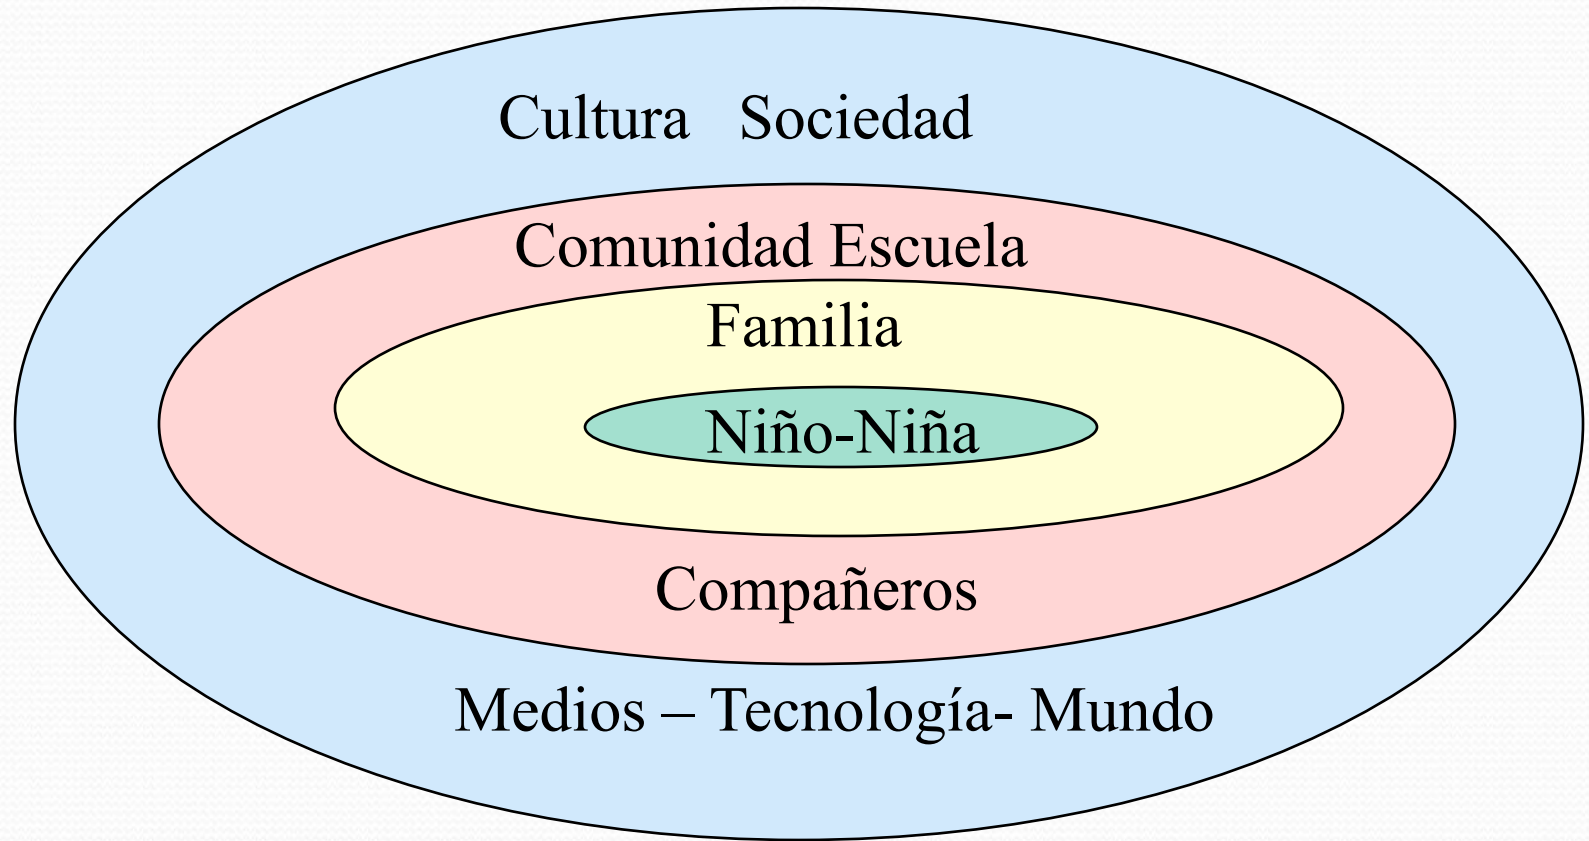 Cultura Sociedad
Comunidad Escuela
Familia
Niño-Niña
Compañeros
Medios – Tecnología- Mundo